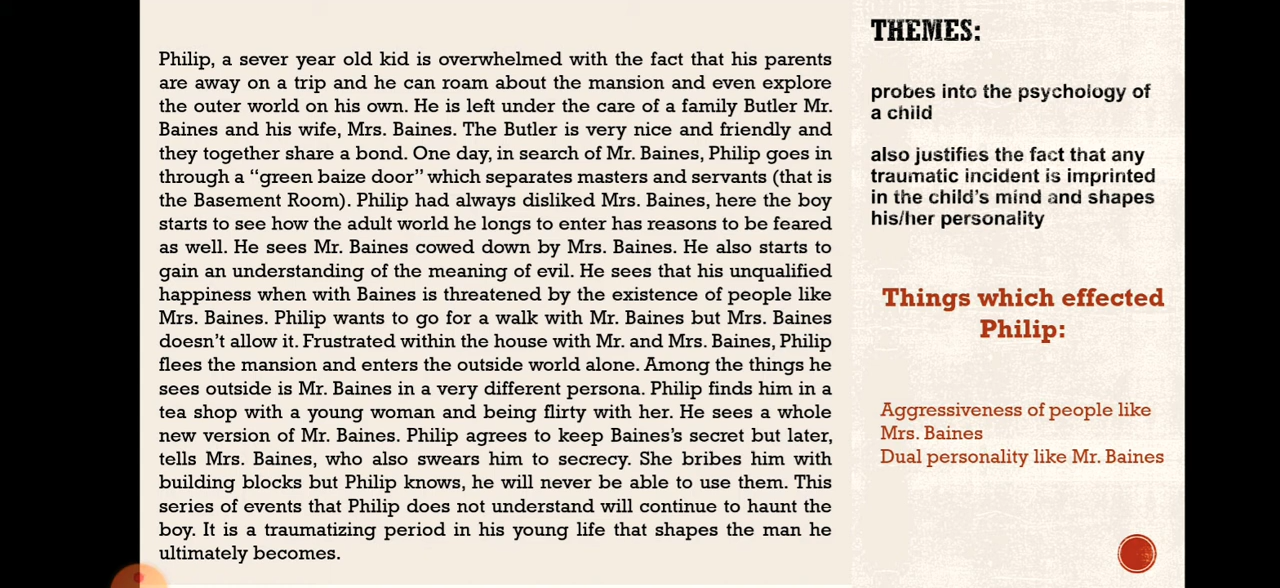 Philip, a sever year old kid is overwhelmed with the fact that his parents
are away on a trip and he can roam about the mansion and even explore
the outer world on his own. He is left under the care of a family Butler Mr.
Baines and his wife, Mrs. Baines. The Butler is very nice and friendly and
they together share a bond. One day, in search of Mr. Baines, Philip goes in
through a “green baize door” which separates masters and servants (that is
the Basement Room). Philip had always disliked Mrs. Baines, here the boy
starts to see how the adult world he longs to enter has reasons to be feared
as well. He sees Mr. Baines cowed down by Mrs. Baines. He also starts to
gain an understanding of the meaning of evil. He sees that his unqualified
happiness when with Baines is threatened by the existence of people like
Mrs. Baines. Philip wants to go for a walk with Mr. Baines but Mrs. Baines
doesn’t allow it. Frustrated within the house with Mr. and Mrs. Baines, Philip
flees the mansion and enters the outside world alone. Among the things he
sees outside is Mr. Baines in a very different persona. Philip finds him in a
tea shop with a young woman and being flirty with her. He sees a whole
new version of Mr. Baines. Philip agrees to keep Baines’s secret but later,
tells Mrs. Baines, who also swears him to secrecy. She bribes him with
building blocks but Philip knows, he will never be able to use them. This
series of events that Philip does not understand will continue to haunt the
boy. It is a traumatizing period in his young life that shapes the man he
ultimately becomes.
THEMES:
probes into the psychology of
a child
also justifies the fact that any
traumatic incident is imprinted
in the child’s mind and shapes
his/her personality
Things which effected
Philip:
Aggressiveness of people like
Mrs. Baines
Dual personality like Mr. Baines